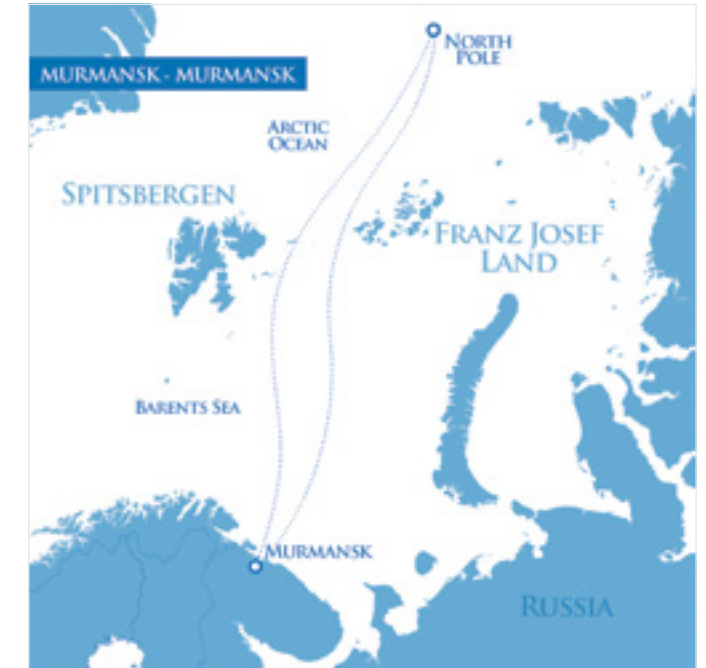 MURMANSK - MURMANSK
NORTH
POLE
ARCTIC
OCEAN
SPITSBERGEN
FRANZ JOSEF
LAND
BARENTS SEA
MURMANSK
RUSSIA